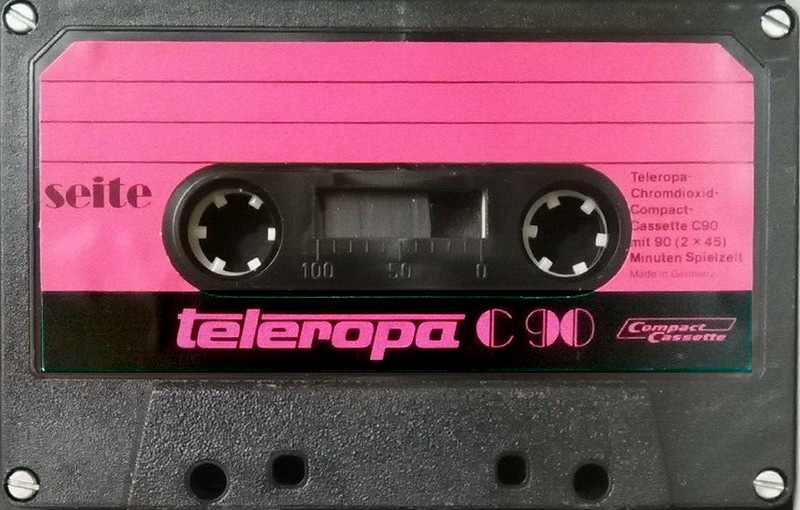 seite
Teleropa-
Chromdioxid-
Compact-
Cassette C90
mit 90 (2 x 45)
Minuten Spielzeit
Made in Germany
100 50 0
teleropa C 90
Compact
Cassette